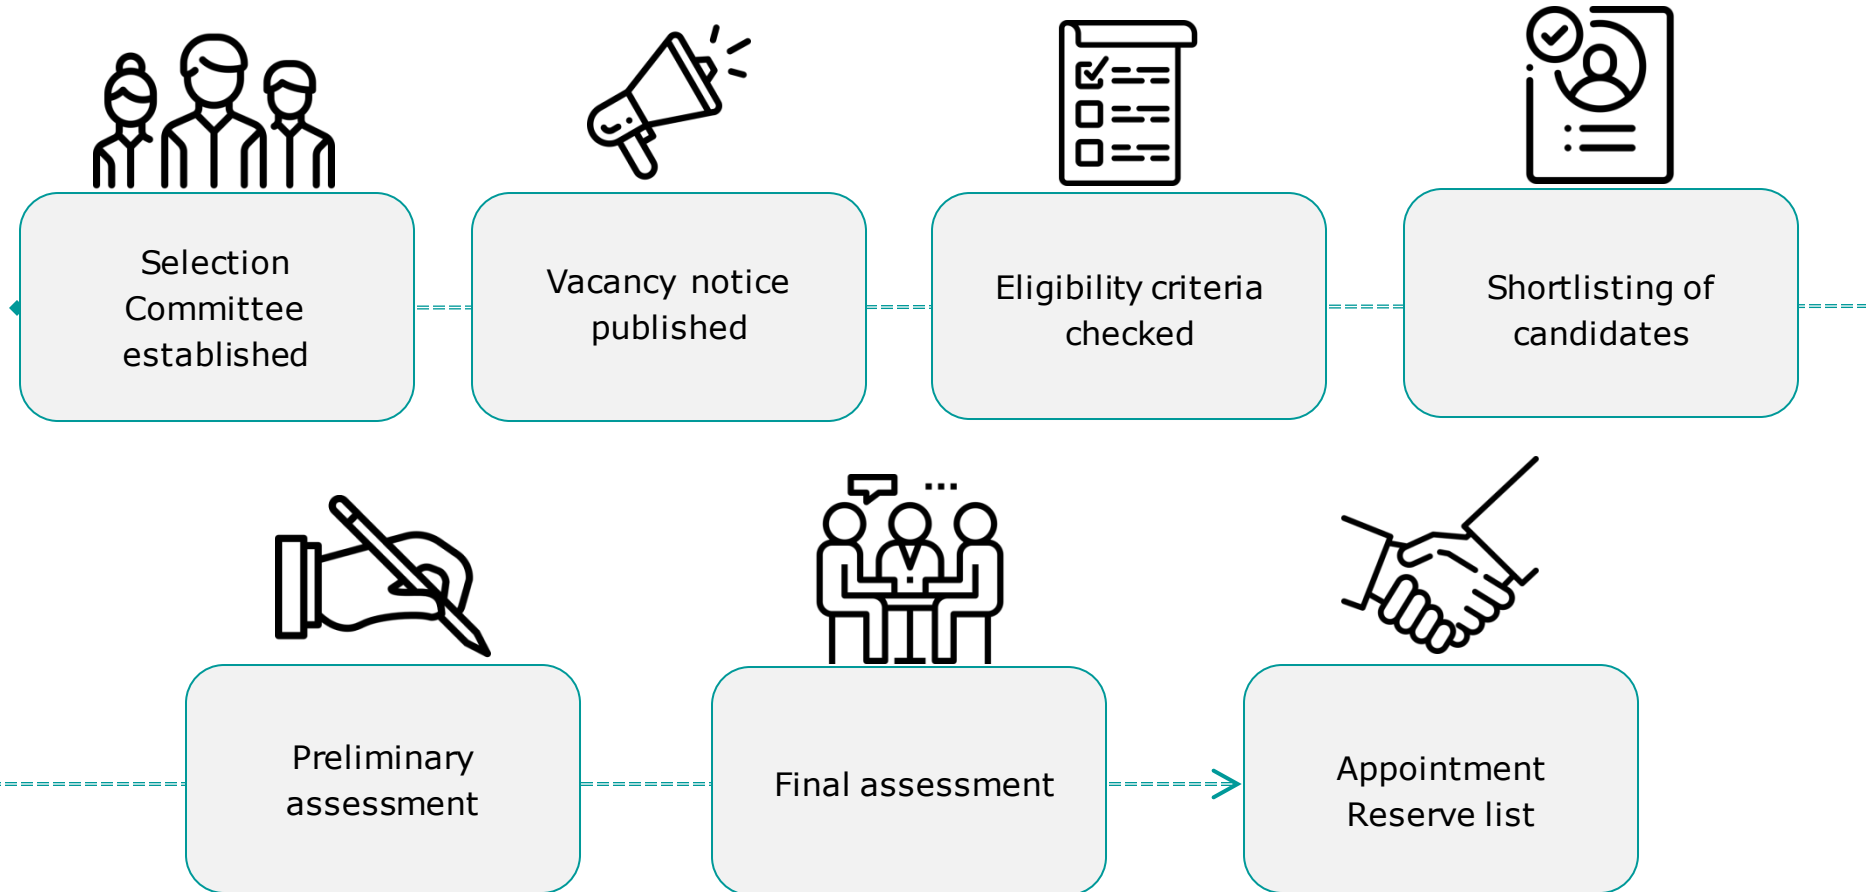 Selection
Committee
established
Vacancy notice
published
Eligibility criteria
checked
Shortlisting of
candidates
Preliminary
assessment
Final assessment
Appointment
Reserve list